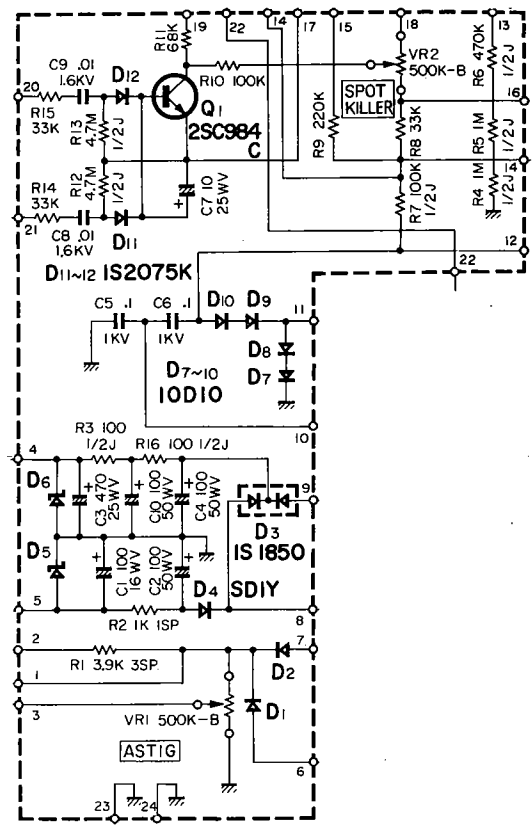 19 22 14 17 15 18 13
R11 68K
C9 .01
1.6KV
D12
R10 100K
VR2
500K-B
R6 470K
1/2J
20
R15
33K
R13
4.7M
1/2J
Q1
2SC984
C
SPOT
KILLER
16
R9 220K
R8 33K
R5 1M
1/2J
14
R12
4.7M
1/2J
R14
33K
C7 10
25WV
R7 100K
1/2J
R4 1M
1/2J
21
C8 .01
1.6KV
D11
12
22
D11~12 1S2075K
C5 .1
1KV
C6 .1
1KV
D10 D9
11
D8
D7~10
10D10
D7
10
R3 100
1/2J
R16 100 1/2J
4
D6
C3 470
25WV
C10 100
50WV
C4 100
50WV
9
D3
1S1850
D5
C1 100
16WV
C2 100
50WV
D4
SD1Y
5
R2 1K 1SP
8
2
7
R1 3.9K 3SP
D2
1
3
VR1 500K-B
D1
ASTIG
6
23 24